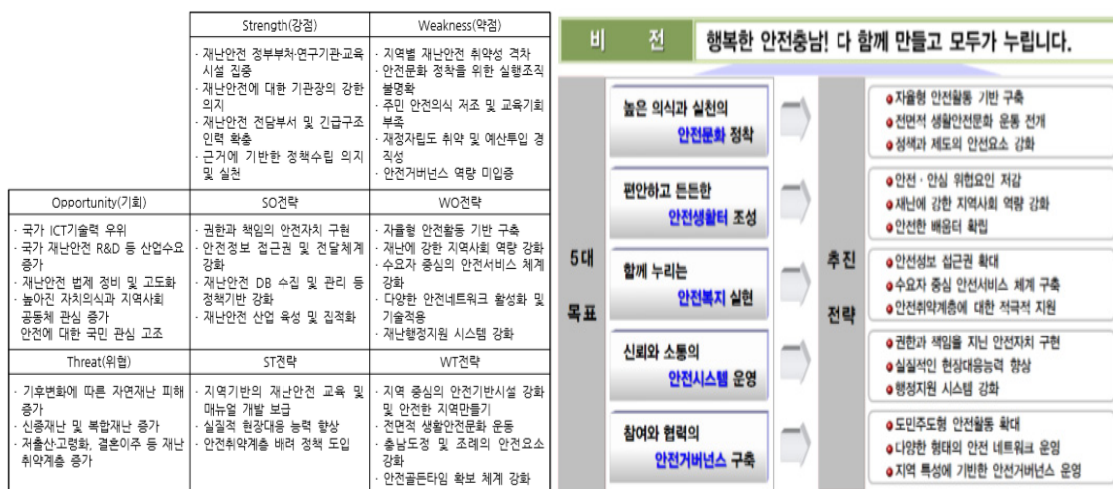 Strength(강점)
Weakness(약점)
· 재난안전 정부부처·연구기관·교육
시설 집중
· 재난안전에 대한 기관장의 강한
의지
· 재난안전 전담부서 및 긴급구조
인력 확충
· 근거에 기반한 정책수립 의지
및 실천
· 지역별 재난안전 취약성 격차
· 안전문화 정착을 위한 실행조직
불명확
· 주민 안전의식 저조 및 교육기회
부족
· 재정자립도 취약 및 예산투입 경
직성
· 안전거버넌스 역량 미입증
Opportunity(기회)
SO전략
WO전략
· 국가 ICT기술력 우위
· 국가 재난안전 R&D 등 산업수요
증가
· 재난안전 법제 정비 및 고도화
· 높아진 자치의식과 지역사회
공동체 관심 증가
안전에 대한 국민 관심 고조
· 권한과 책임의 안전자치 구현
· 안전정보 접근권 및 전달체계
강화
· 재난안전 DB 수집 및 관리 등
정책기반 강화
· 재난안전 산업 육성 및 집적화
· 자율형 안전활동 기반 구축
· 재난에 강한 지역사회 역량 강화
· 수요자 중심의 안전서비스 체계
강화
· 다양한 안전네트워크 활성화 및
기술적용
· 재난행정지원 시스템 강화
Threat(위협)
ST전략
WT전략
· 기후변화에 따른 자연재난 피해
증가
· 신종재난 및 복합재난 증가
· 저출산·고령화, 결혼이주 등 재난
취약계층 증가
· 지역기반의 재난안전 교육 및
매뉴얼 개발 보급
· 실질적 현장대응 능력 향상
· 안전취약계층 배려 정책 도입
· 지역 중심의 안전기반시설 강화
및 안전한 지역만들기
· 전면적 생활안전문화 운동
· 충남도정 및 조례의 안전요소
강화
· 안전골든타임 확보 체계 강화
비 전
행복한 안전충남! 다 함께 만들고 모두가 누립니다.
5대
목표
추진
전략
높은 의식과 실천의
안전문화 정착
자율형 안전활동 기반 구축
전면적 생활안전문화 운동 전개
정책과 제도의 안전요소 강화
편안하고 든든한
안전생활터 조성
안전 · 안심 위협요인 저감
재난에 강한 지역사회 역량 강화
안전한 배움터 확립
함께 누리는
안전복지 실현
안전정보 접근권 확대
수요자 중심 안전서비스 체계 구축
안전취약계층에 대한 적극적 지원
신뢰와 소통의
안전시스템 운영
권한과 책임을 지닌 안전자치 구현
실질적인 현장대응능력 향상
행정지원 시스템 강화
참여와 협력의
안전거버넌스 구축
도민주도형 안전활동 확대
다양한 형태의 안전 네트워크 운영
지역 특성에 기반한 안전거버넌스 운영